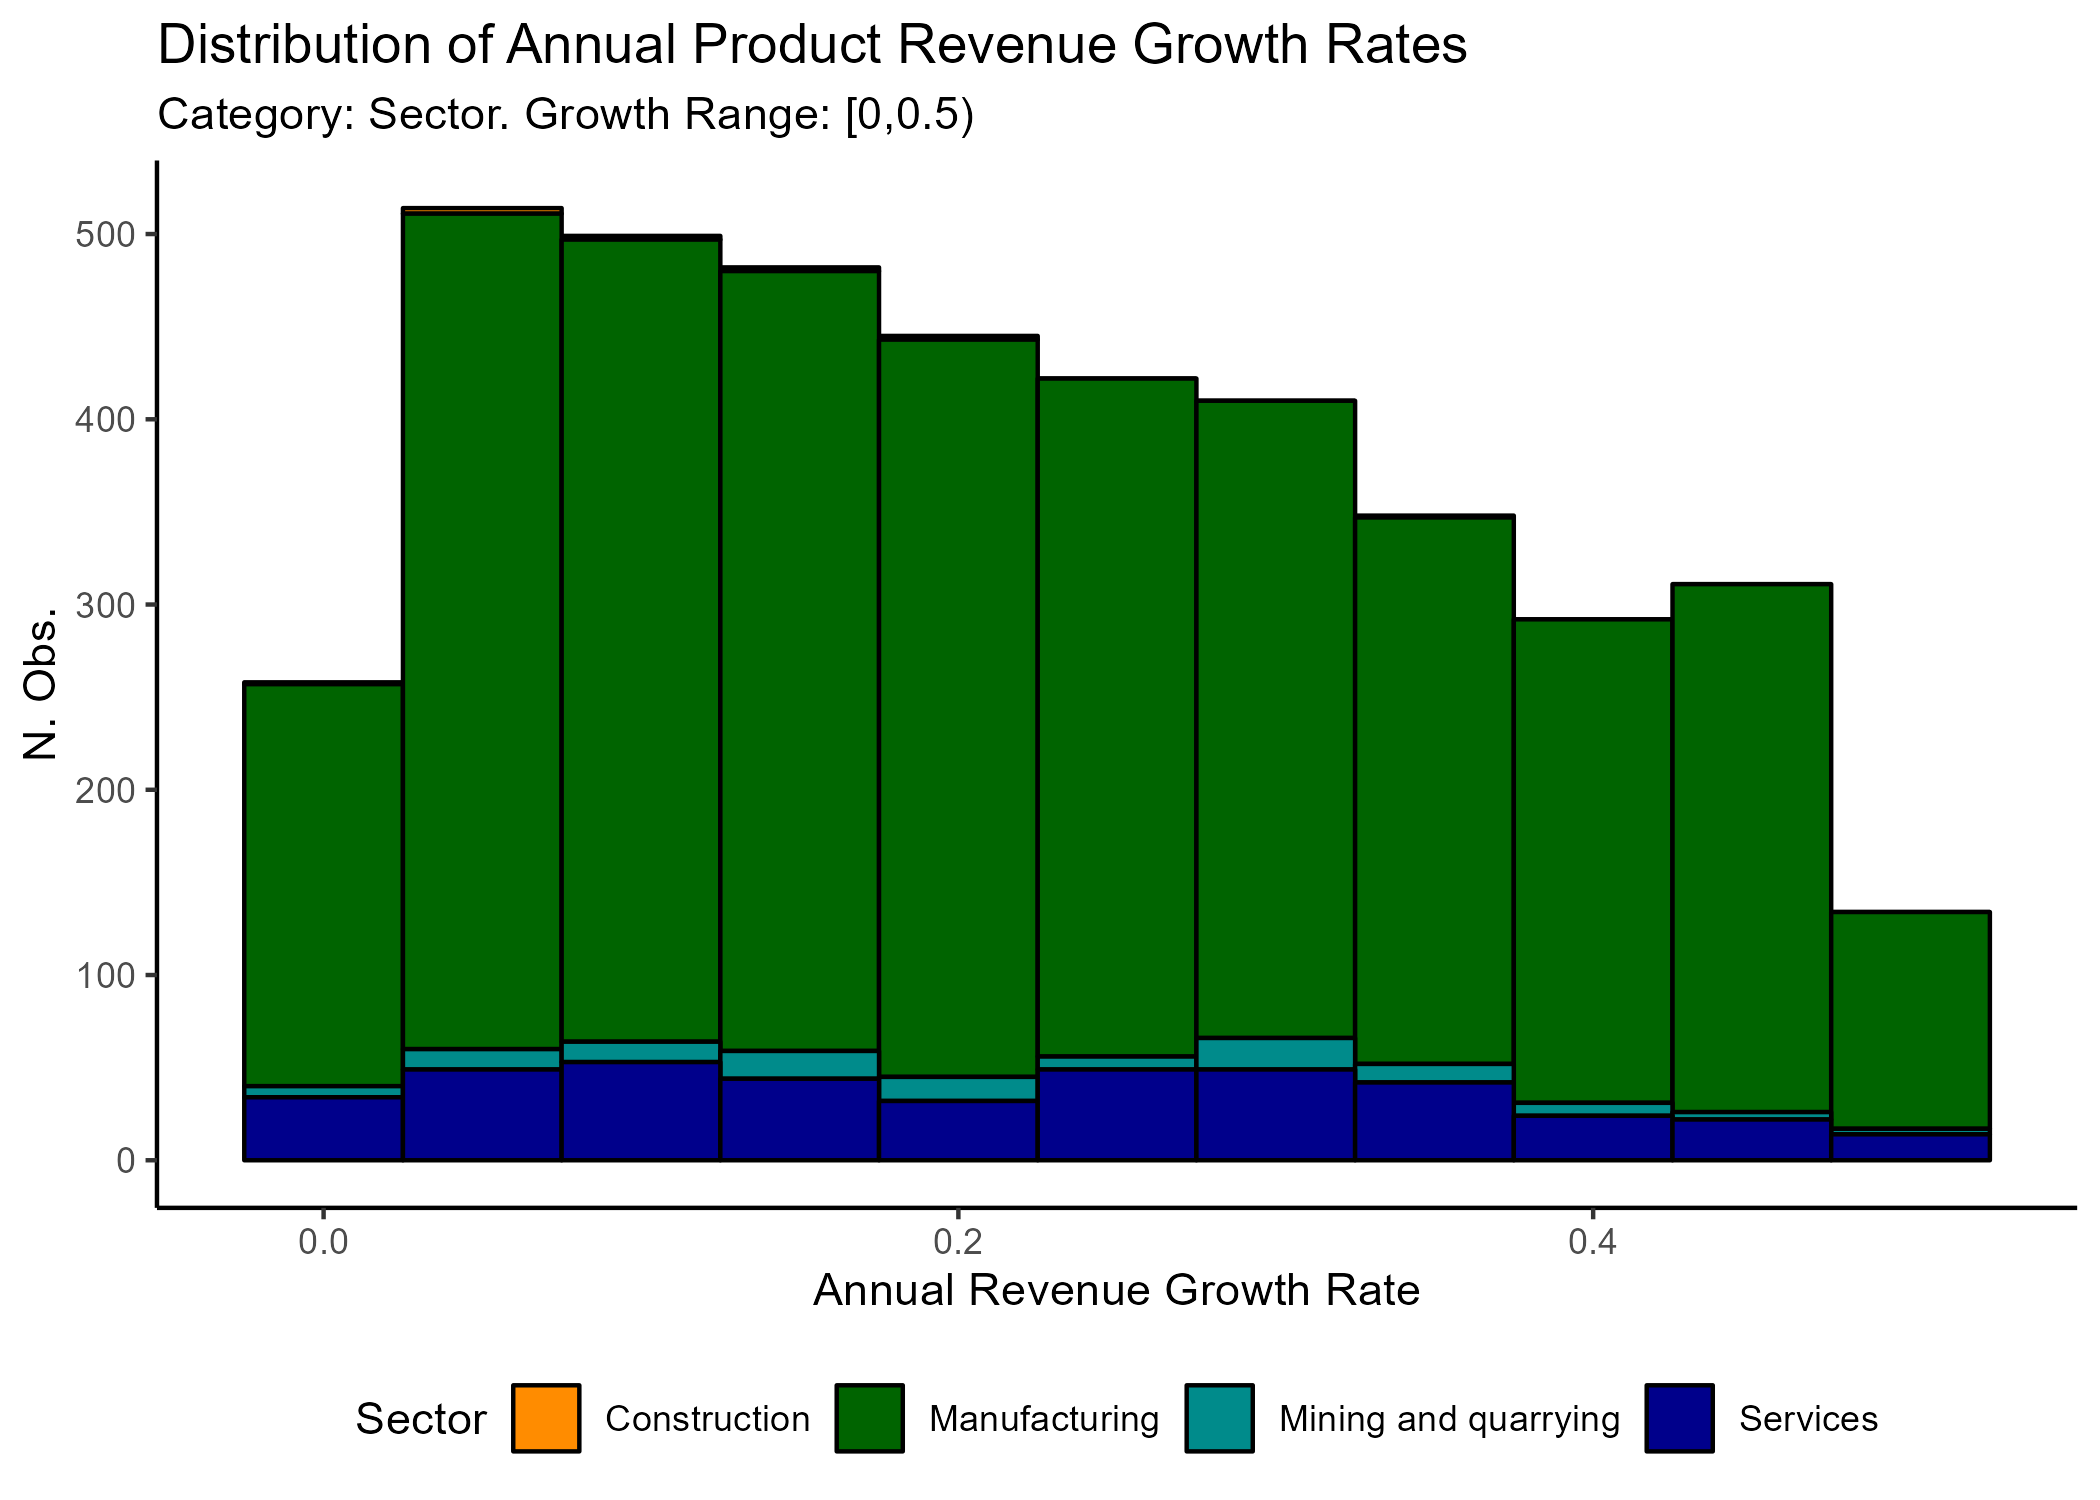 Distribution of Annual Product Revenue Growth Rates
Category: Sector. Growth Range: [0,0.5)
N. Obs.
500
400
300
200
100
0
0.0 0.2 0.4
Annual Revenue Growth Rate
Sector Construction Manufacturing Mining and quarrying Services